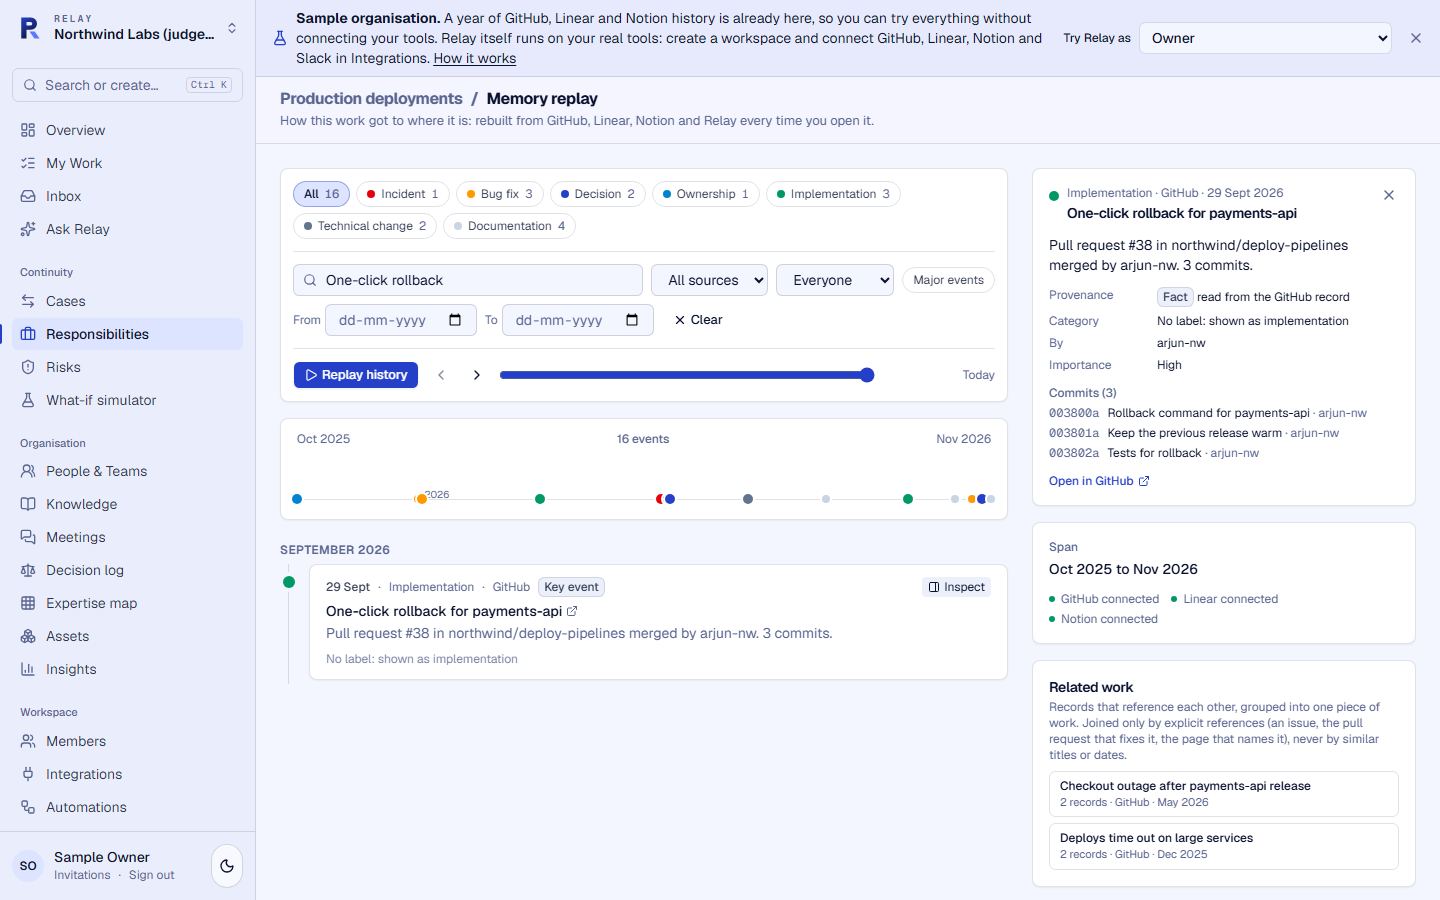 RELAY
Northwind Labs (judge...
Search or create...
Ctrl K
Overview
My Work
Inbox
Ask Relay
Continuity
Cases
Responsibilities
Risks
What-if simulator
Organisation
People & Teams
Knowledge
Meetings
Decision log
Expertise map
Assets
Insights
Workspace
Members
Integrations
Automations
SO
Sample Owner
Invitations · Sign out
Sample organisation. A year of GitHub, Linear and Notion history is already here, so you can try everything without
connecting your tools. Relay itself runs on your real tools: create a workspace and connect GitHub, Linear, Notion and
Slack in Integrations. How it works
Try Relay as
Owner
Production deployments / Memory replay
How this work got to where it is: rebuilt from GitHub, Linear, Notion and Relay every time you open it.
All 16
Incident 1
Bug fix 3
Decision 2
Ownership 1
Implementation 3
Technical change 2
Documentation 4
One-click rollback
All sources
Everyone
Major events
From
dd-mm-yyyy
To
dd-mm-yyyy
Clear
Replay history
Today
Oct 2025
16 events
Nov 2026
2026
SEPTEMBER 2026
29 Sept · Implementation · GitHub
Key event
Inspect
One-click rollback for payments-api
Pull request #38 in northwind/deploy-pipelines merged by arjun-nw. 3 commits.
No label: shown as implementation
Implementation · GitHub · 29 Sept 2026
One-click rollback for payments-api
Pull request #38 in northwind/deploy-pipelines
merged by arjun-nw. 3 commits.
Provenance
Fact read from the GitHub record
Category
No label: shown as implementation
By
arjun-nw
Importance
High
Commits (3)
003800a Rollback command for payments-api · arjun-nw
003801a Keep the previous release warm · arjun-nw
003802a Tests for rollback · arjun-nw
Open in GitHub
Span
Oct 2025 to Nov 2026
GitHub connected
Linear connected
Notion connected
Related work
Records that reference each other, grouped into one piece of
work. Joined only by explicit references (an issue, the pull
request that fixes it, the page that names it), never by similar
titles or dates.
Checkout outage after payments-api release
2 records · GitHub · May 2026
Deploys time out on large services
2 records · GitHub · Dec 2025